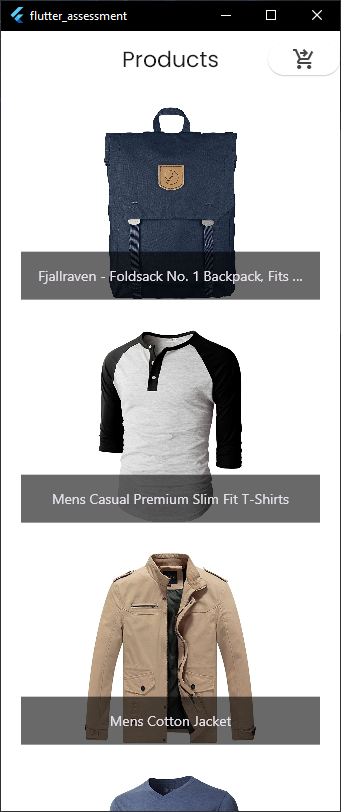 flutter_assessment
Products
Fjallraven - Foldsack No. 1 Backpack, Fits ...
Mens Casual Premium Slim Fit T-Shirts
Mens Cotton Jacket